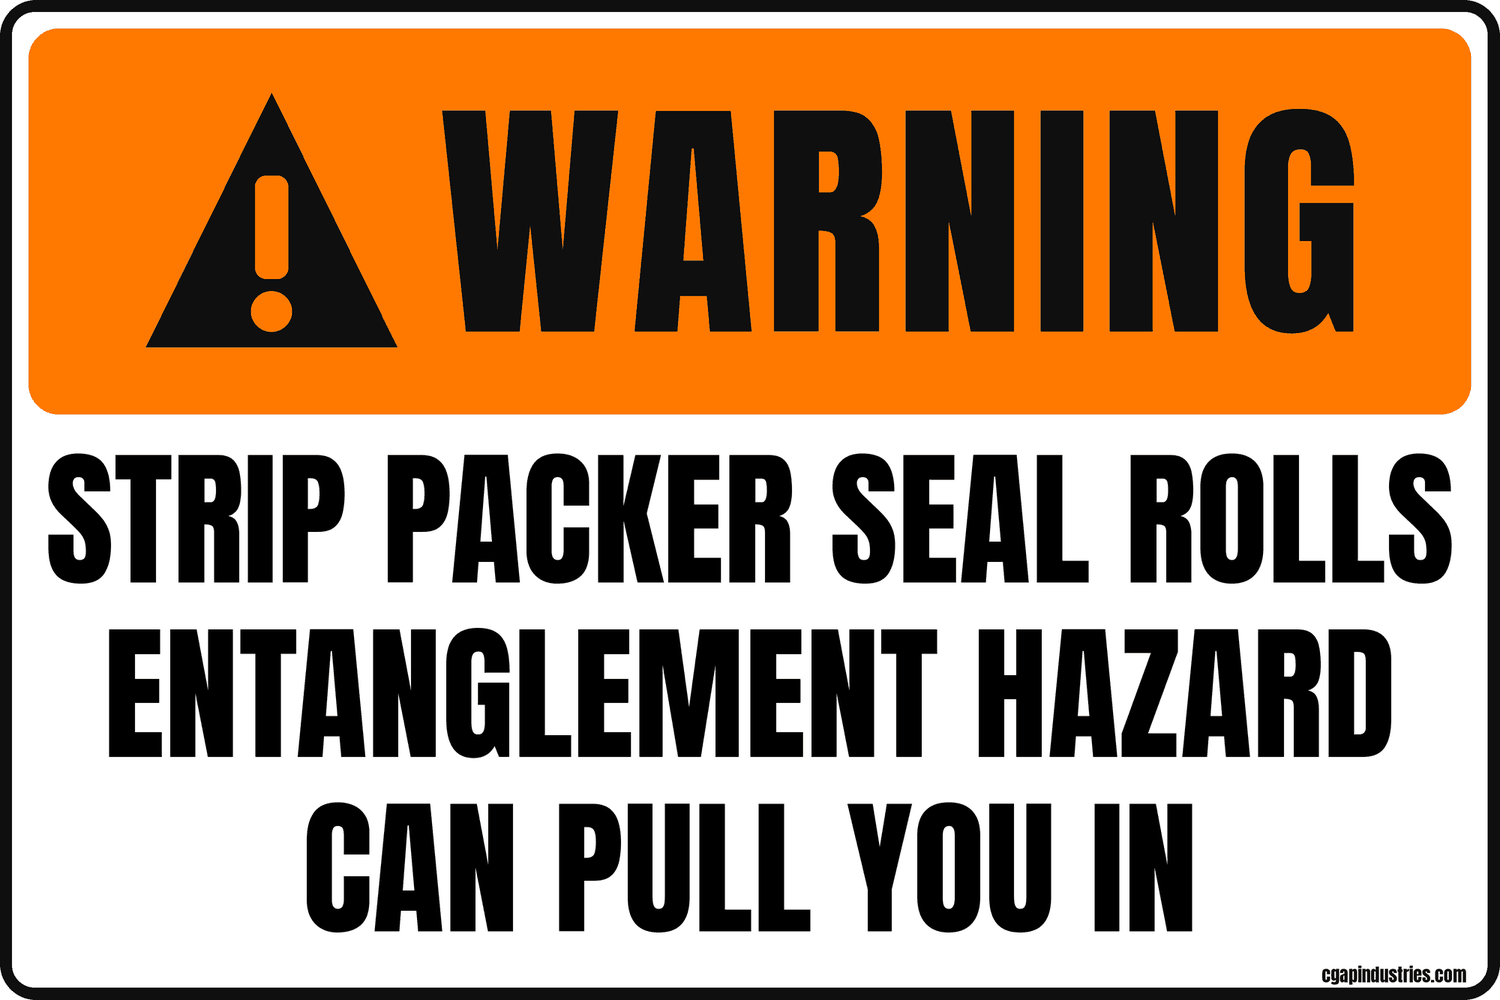 WARNING
STRIP PACKER SEAL ROLLS
ENTANGLEMENT HAZARD
CAN PULL YOU IN
cgapindustries.com